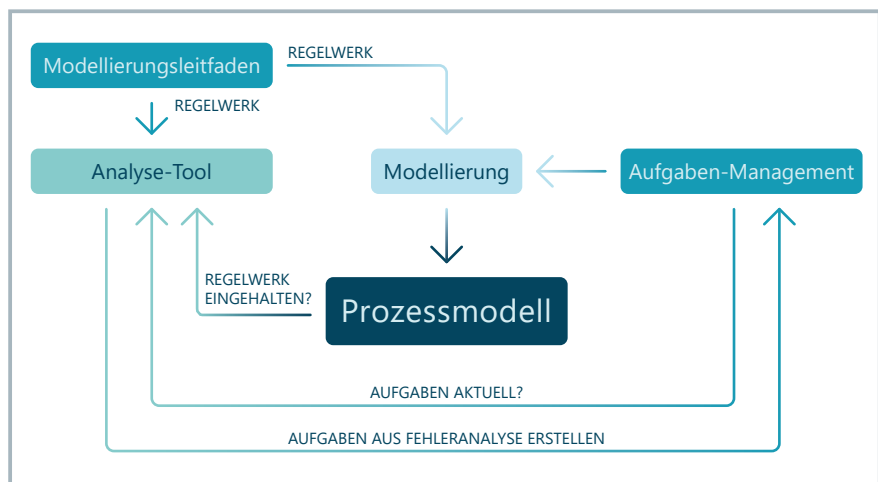 REGELWERK
Modellierungsleitfaden
REGELWERK
Analyse-Tool
Modellierung
Aufgaben-Management
REGELWERK
EINGEHALTEN?
Prozessmodell
AUFGABEN AKTUELL?
AUFGABEN AUS FEHLERANALYSE ERSTELLEN